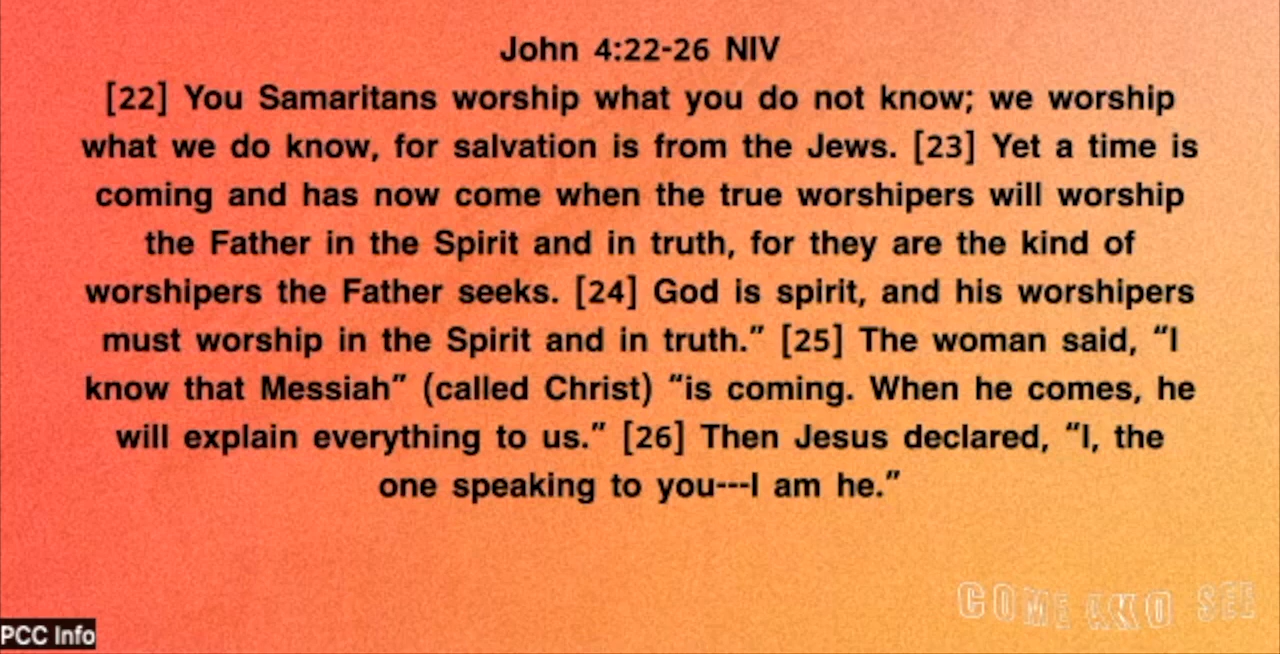 John 4:22-26 NIV
[22] You Samaritans worship what you do not know; we worship
what we do know, for salvation is from the Jews. [23] Yet a time is
coming and has now come when the true worshipers will worship
the Father in the Spirit and in truth, for they are the kind of
worshipers the Father seeks. [24] God is spirit, and his worshipers
must worship in the Spirit and in truth.” [25] The woman said, “I
know that Messiah” (called Christ) “is coming. When he comes, he
will explain everything to us.” [26] Then Jesus declared, “I, the
one speaking to you---I am he.”
COME AND SEE
PCC Info